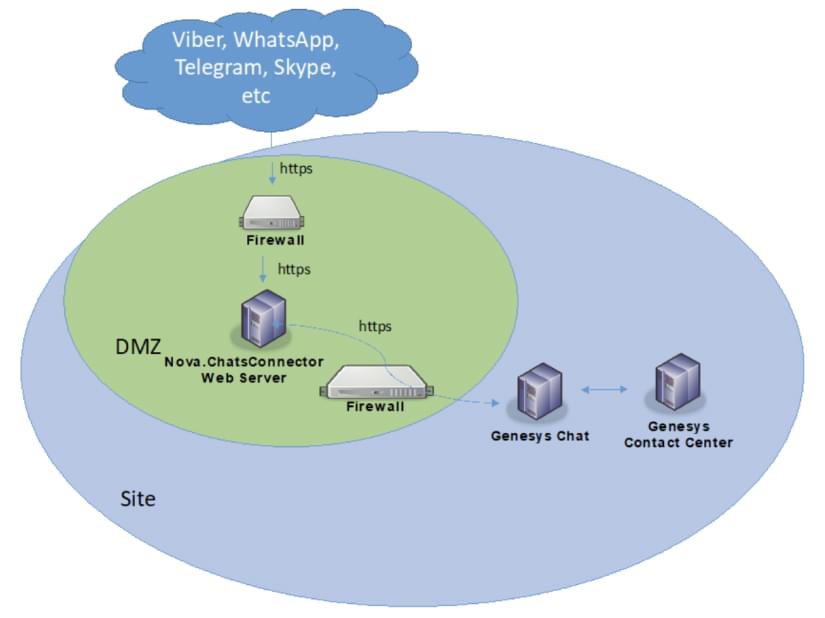 Viber, WhatsApp,
Telegram, Skype,
etc
https
Firewall
https
https
DMZ
Nova.ChatsConnector
Web Server
Firewall
Genesys Chat
Genesys
Contact Center
Site